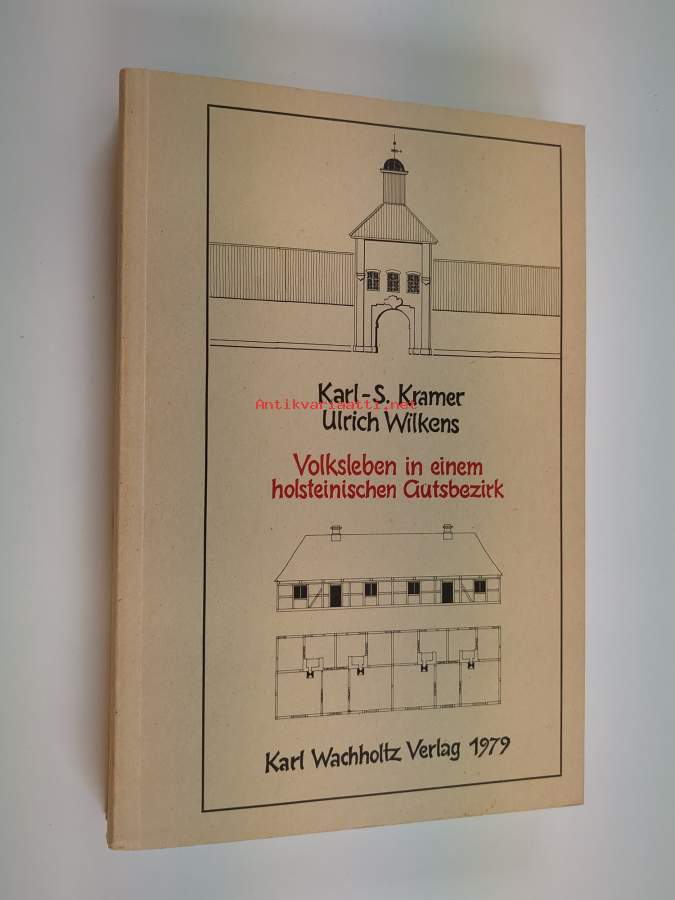 Karl-S. Kramer
Antikvariaatti.net
Ulrich Wilkens
Volksleben in einem
holsteinischen Gutsbezirk
Karl Wachholtz Verlag 1979